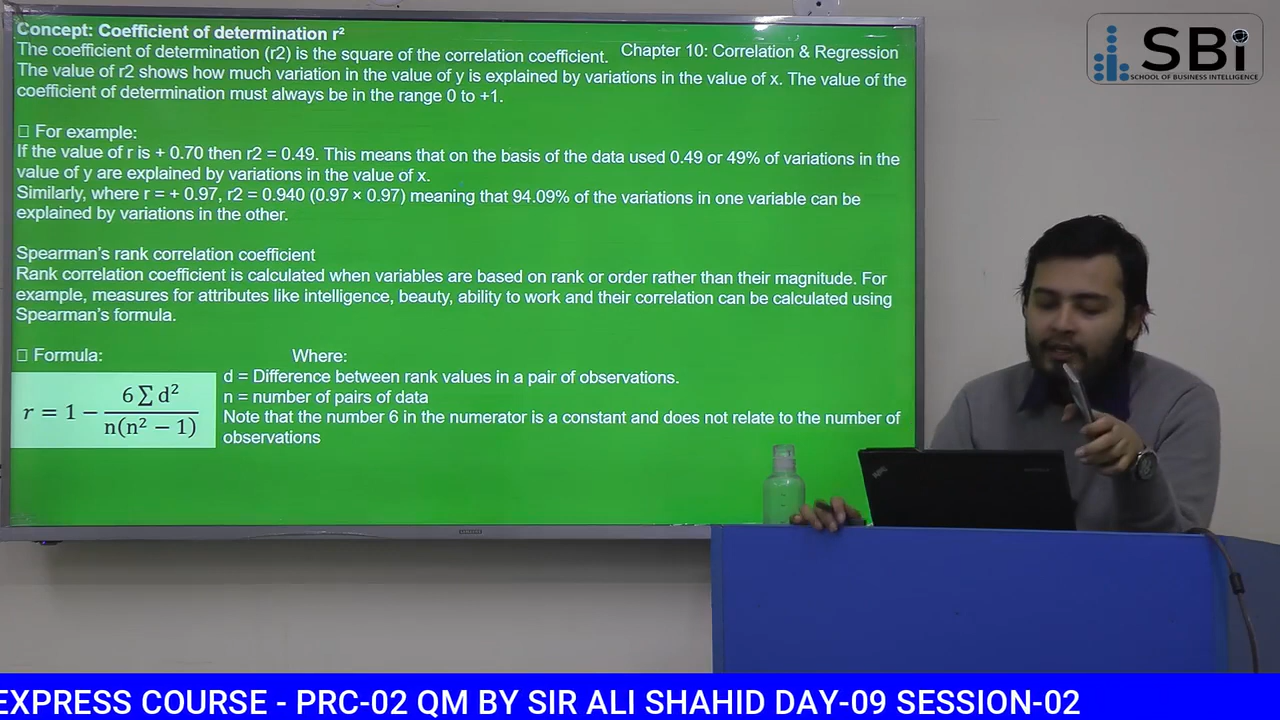 Concept: Coefficient of determination r²
The coefficient of determination (r2) is the square of the correlation coefficient.
Chapter 10: Correlation & Regression
The value of r2 shows how much variation in the value of y is explained by variations in the value of x. The value of the
coefficient of determination must always be in the range 0 to +1.
□ For example:
If the value of r is + 0.70 then r2 = 0.49. This means that on the basis of the data used 0.49 or 49% of variations in the
value of y are explained by variations in the value of x.
Similarly, where r = + 0.97, r2 = 0.940 (0.97 × 0.97) meaning that 94.09% of the variations in one variable can be
explained by variations in the other.
Spearman's rank correlation coefficient
Rank correlation coefficient is calculated when variables are based on rank or order rather than their magnitude. For
example, measures for attributes like intelligence, beauty, ability to work and their correlation can be calculated using
Spearman's formula.
□ Formula:
Where:
r = 1 − 6∑d² / n(n² − 1)
d = Difference between rank values in a pair of observations.
n = number of pairs of data
Note that the number 6 in the numerator is a constant and does not relate to the number of
observations
SBi
SCHOOL OF BUSINESS INTELLIGENCE
SAMSUNG
EXPRESS COURSE - PRC-02 QM BY SIR ALI SHAHID DAY-09 SESSION-02